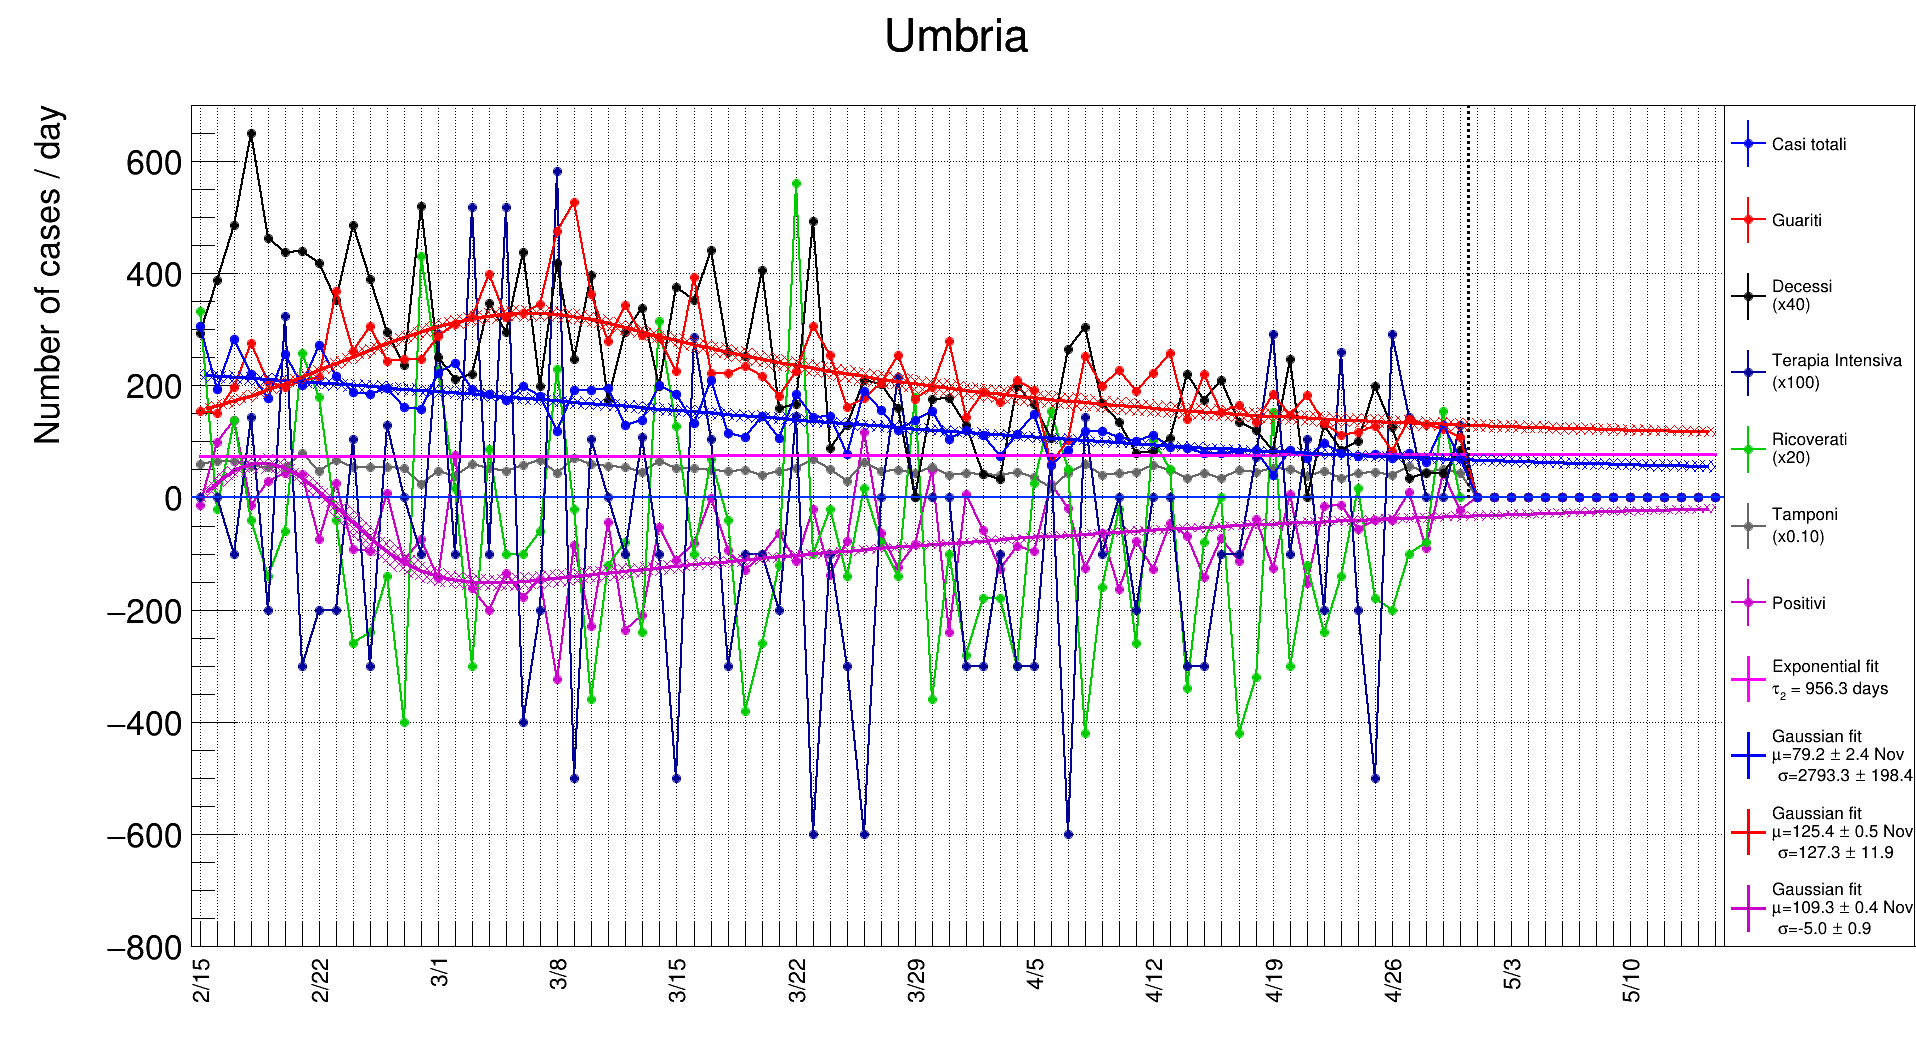 Umbria
Number of cases / day
600
400
200
0
−200
−400
−600
−800
2/15
2/22
3/1
3/8
3/15
3/22
3/29
4/5
4/12
4/19
4/26
5/3
5/10
Casi totali
Guariti
Decessi
(x40)
Terapia Intensiva
(x100)
Ricoverati
(x20)
Tamponi
(x0.10)
Positivi
Exponential fit
τ2 = 956.3 days
Gaussian fit
μ=79.2 ± 2.4 Nov
σ=2793.3 ± 198.4
Gaussian fit
μ=125.4 ± 0.5 Nov
σ=127.3 ± 11.9
Gaussian fit
μ=109.3 ± 0.4 Nov
σ=-5.0 ± 0.9